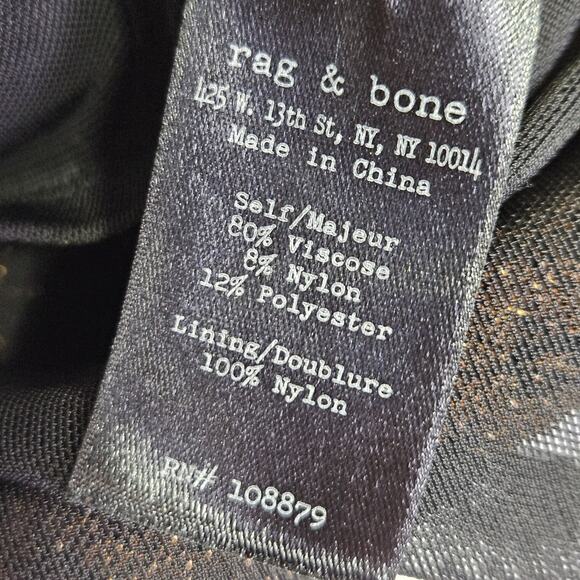 rag & bone
425 W. 13th St, NY, NY 10014
Made in China
Self/Majeur
80% Viscose
8% Nylon
12% Polyester
Lining/Doublure
100% Nylon
RN# 108879